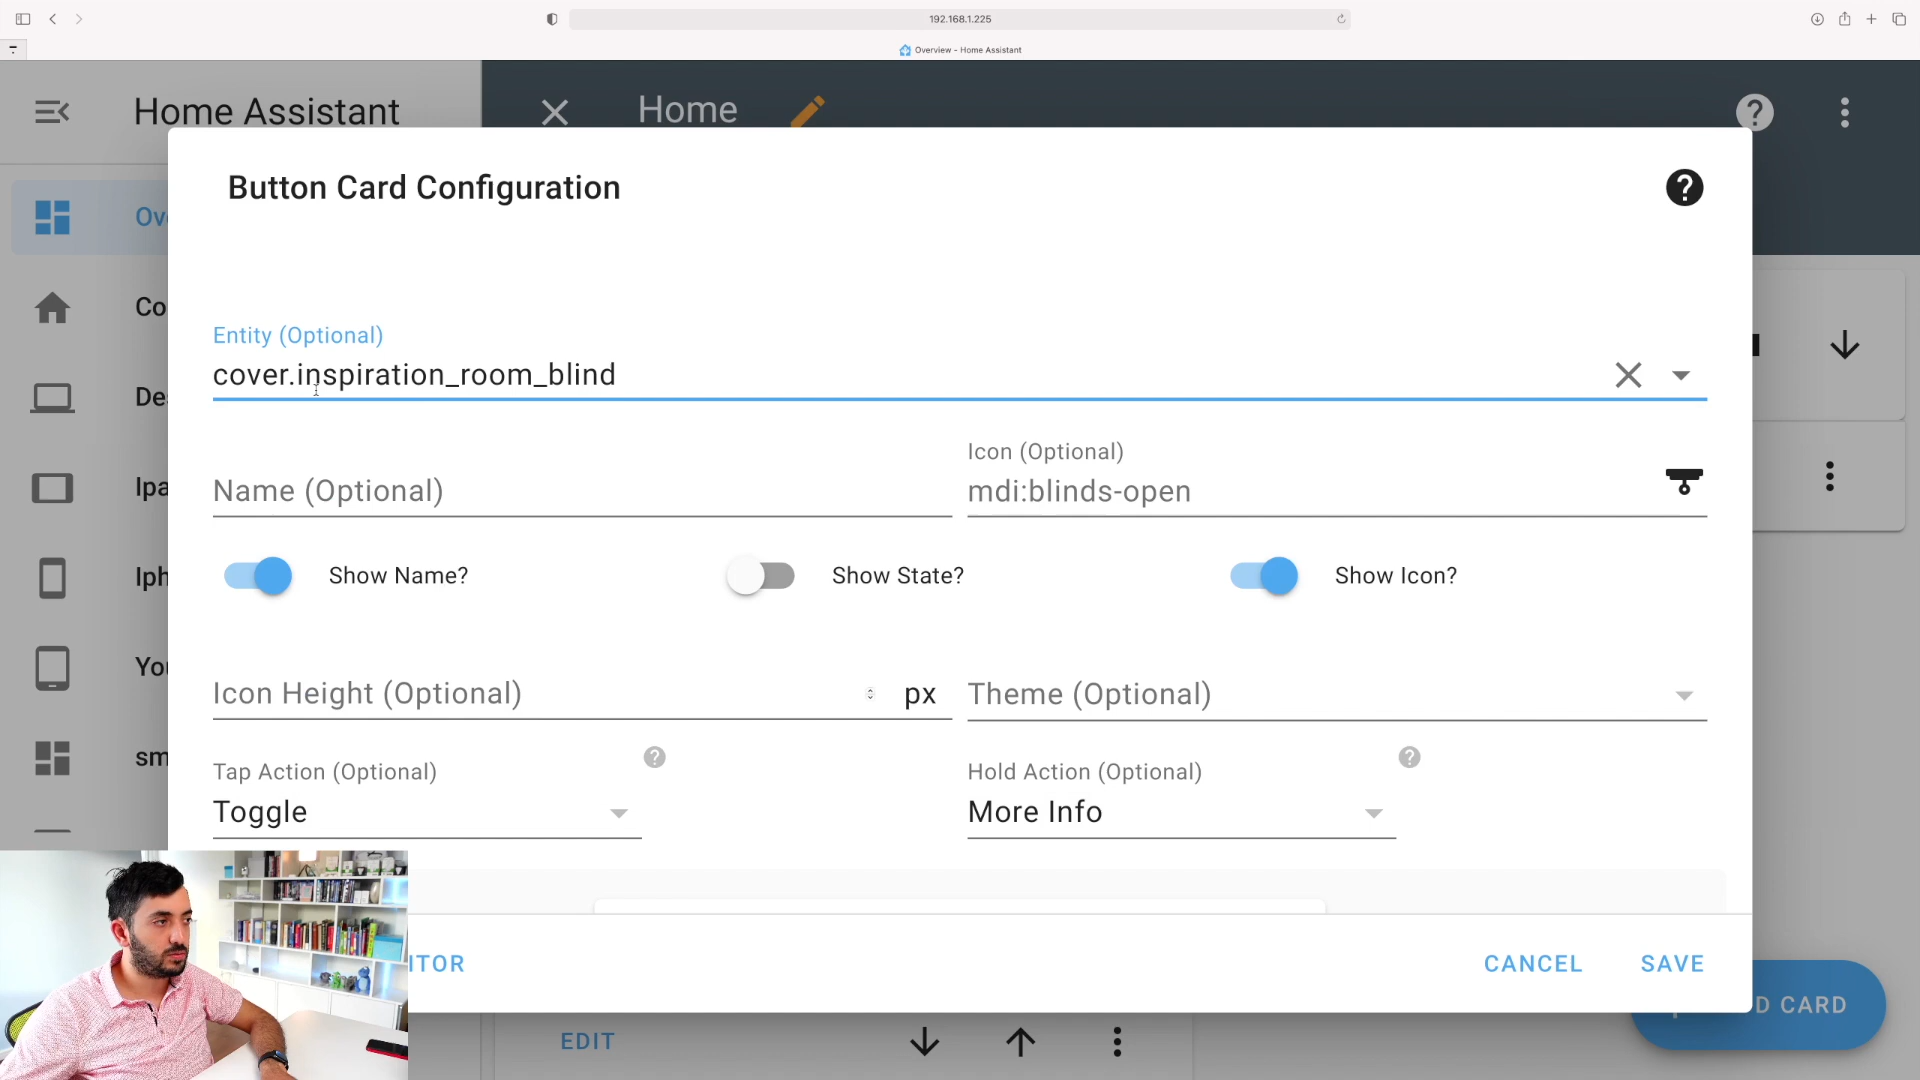 192.168.1.225
Overview - Home Assistant
Home Assistant
Home
Button Card Configuration
Entity (Optional)
cover.inspiration_room_blind
Name (Optional)
Icon (Optional)
mdi:blinds-open
Show Name?
Show State?
Show Icon?
Icon Height (Optional)
px
Theme (Optional)
Tap Action (Optional)
Toggle
Hold Action (Optional)
More Info
ITOR
CANCEL
SAVE
D CARD
EDIT
Ov
Co
De
Ipa
Iph
You
sm